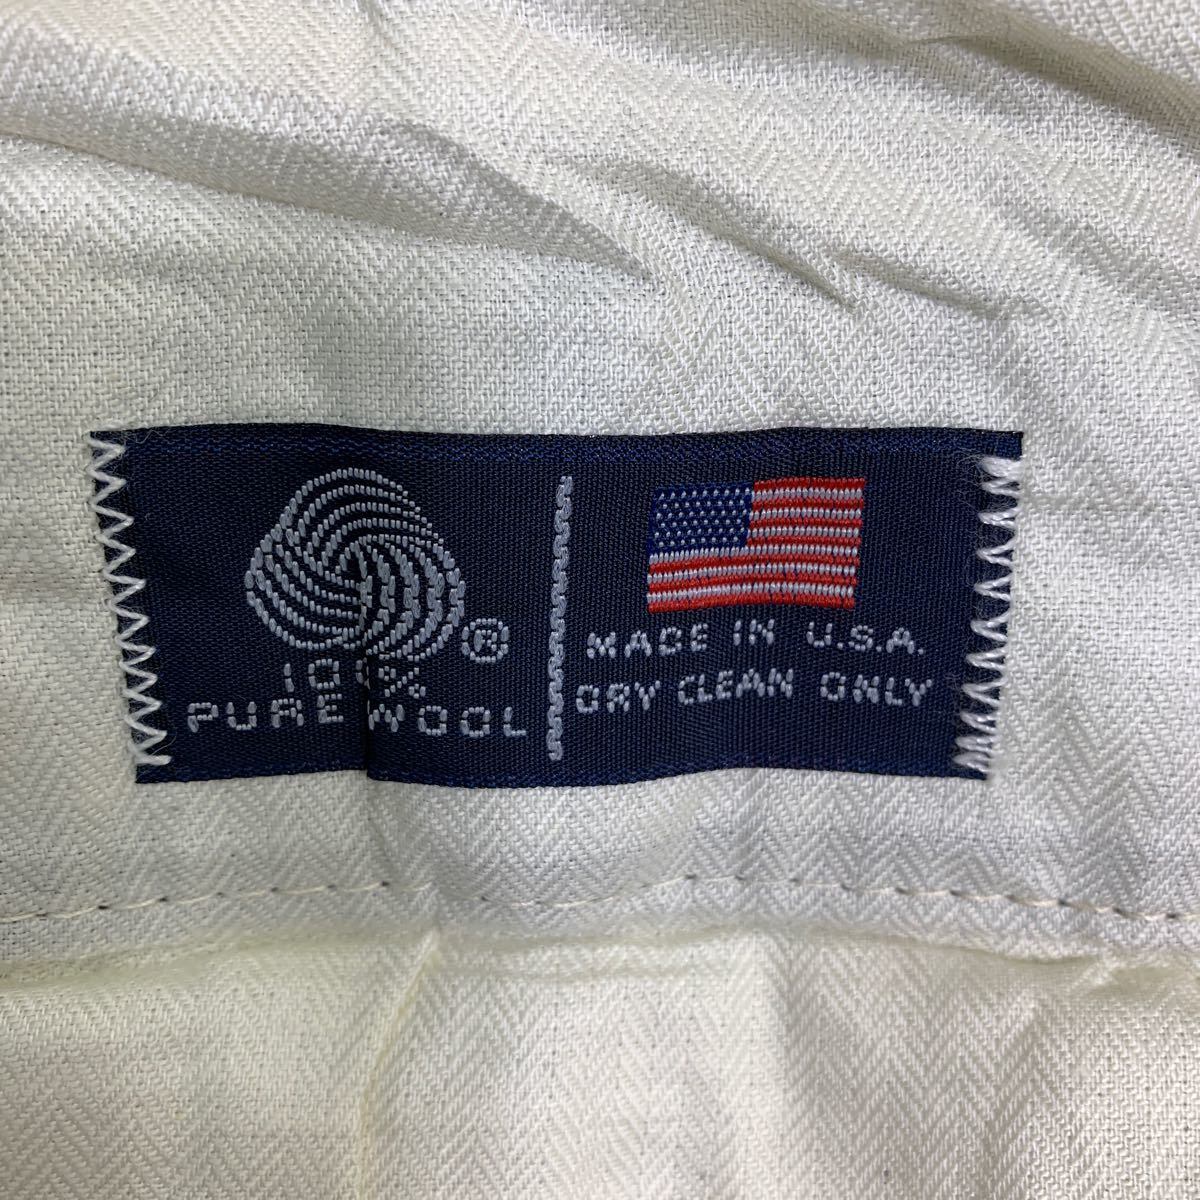 ®
100%
PURE WOOL
MADE IN U.S.A.
DRY CLEAN ONLY